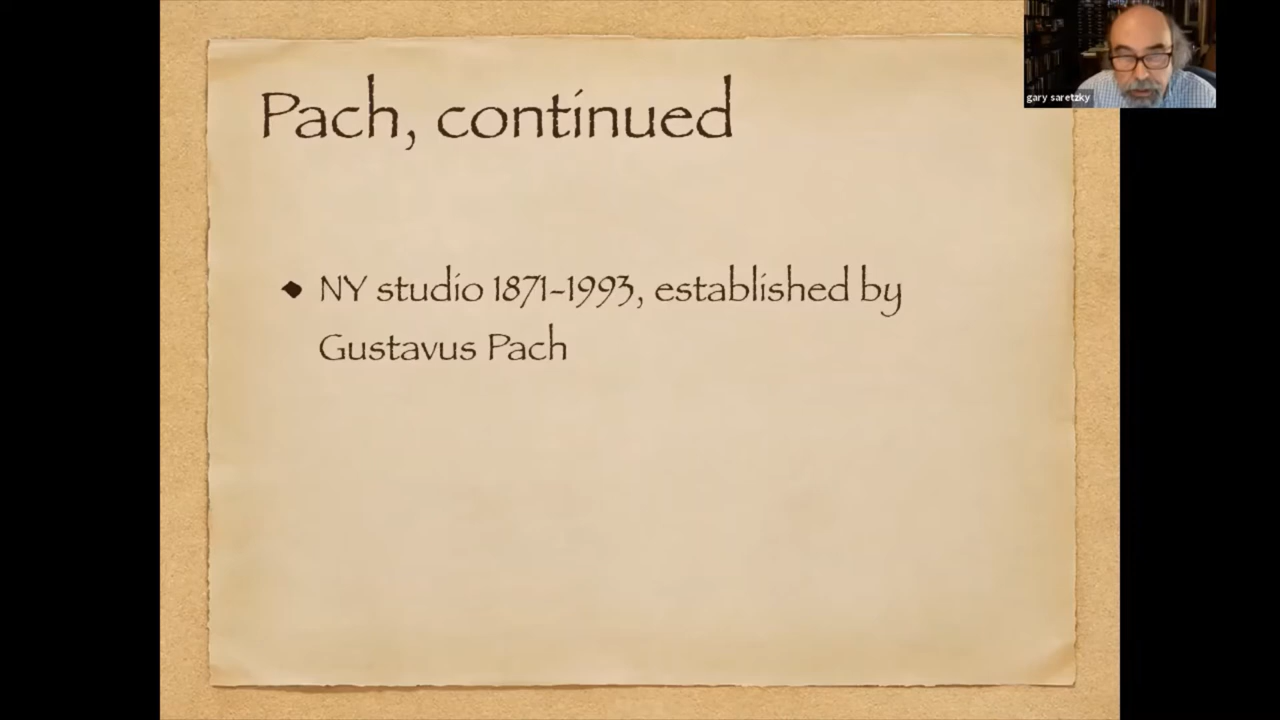 Pach, continued
gary saretzky
NY studio 1871-1993, established by
Gustavus Pach